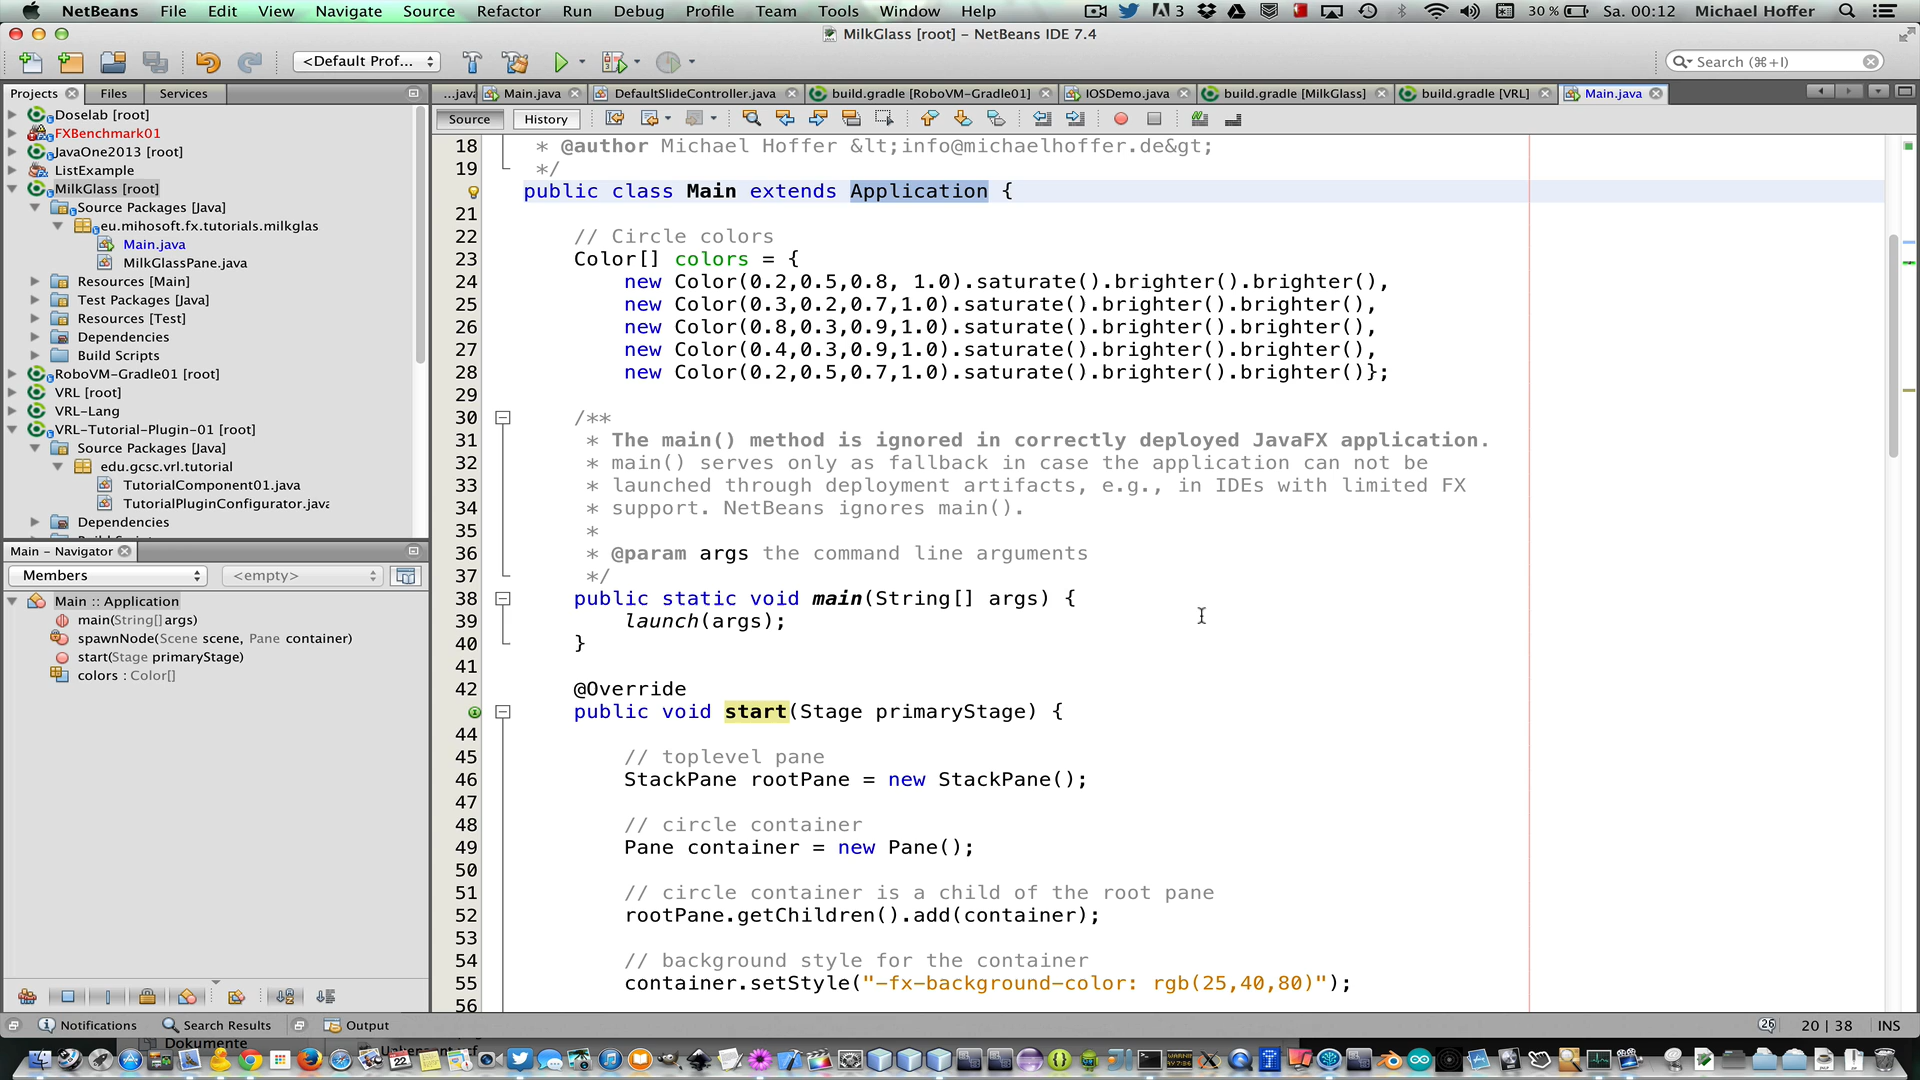 NetBeans File Edit View Navigate Source Refactor Run Debug Profile Team Tools Window Help 3 30 % Sa. 00:12 Michael Hoffer
MilkGlass [root] – NetBeans IDE 7.4
<Default Prof... Search (⌘+I)
Projects Files Services
...java Main.java DefaultSlideController.java build.gradle [RoboVM-Gradle01] IOSDemo.java build.gradle [MilkGlass] build.gradle [VRL] Main.java
Source History
Doselab [root]
FXBenchmark01
JavaOne2013 [root]
ListExample
MilkGlass [root]
Source Packages [Java]
eu.mihosoft.fx.tutorials.milkglas
Main.java
MilkGlassPane.java
Resources [Main]
Test Packages [Java]
Resources [Test]
Dependencies
Build Scripts
RoboVM-Gradle01 [root]
VRL [root]
VRL-Lang
VRL-Tutorial-Plugin-01 [root]
Source Packages [Java]
edu.gcsc.vrl.tutorial
TutorialComponent01.java
TutorialPluginConfigurator.java
Dependencies
Main – Navigator
Members <empty>
Main :: Application
main(String[] args)
spawnNode(Scene scene, Pane container)
start(Stage primaryStage)
colors : Color[]
18 * @author Michael Hoffer &lt;info@michaelhoffer.de&gt;
19 */
public class Main extends Application {
21
22 // Circle colors
23 Color[] colors = {
24 new Color(0.2,0.5,0.8, 1.0).saturate().brighter().brighter(),
25 new Color(0.3,0.2,0.7,1.0).saturate().brighter().brighter(),
26 new Color(0.8,0.3,0.9,1.0).saturate().brighter().brighter(),
27 new Color(0.4,0.3,0.9,1.0).saturate().brighter().brighter(),
28 new Color(0.2,0.5,0.7,1.0).saturate().brighter().brighter()};
29
30 /**
31 * The main() method is ignored in correctly deployed JavaFX application.
32 * main() serves only as fallback in case the application can not be
33 * launched through deployment artifacts, e.g., in IDEs with limited FX
34 * support. NetBeans ignores main().
35 *
36 * @param args the command line arguments
37 */
38 public static void main(String[] args) {
39 launch(args);
40 }
41
42 @Override
public void start(Stage primaryStage) {
44
45 // toplevel pane
46 StackPane rootPane = new StackPane();
47
48 // circle container
49 Pane container = new Pane();
50
51 // circle container is a child of the root pane
52 rootPane.getChildren().add(container);
53
54 // background style for the container
55 container.setStyle("-fx-background-color: rgb(25,40,80)");
56
Notifications Search Results Output 26 20 | 38 INS
Dokumente